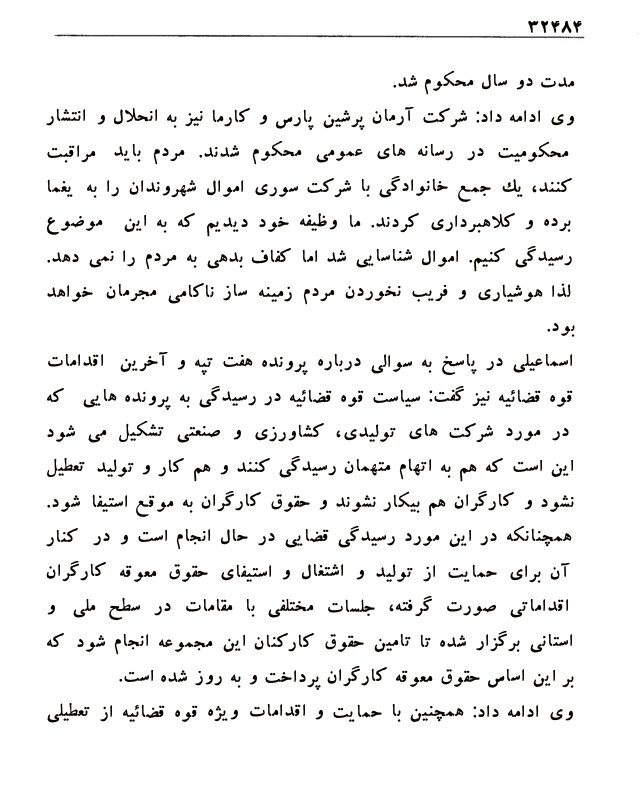 ۳۲۴۸۴
مدت دو سال محکوم شد.
وی ادامه داد: شرکت آرمان پرشین پارس و کارما نیز به انحلال و انتشار
محکومیت در رسانه های عمومی محکوم شدند. مردم باید مراقبت
کنند، یك جمع خانوادگی با شرکت سوری اموال شهروندان را به یغما
برده و کلاهبرداری کردند. ما وظیفه خود دیدیم که به این موضوع
رسیدگی کنیم. اموال شناسایی شد اما کفاف بدهی به مردم را نمی دهد.
لذا هوشیاری و فریب نخوردن مردم زمینه ساز ناکامی مجرمان خواهد
بود.
اسماعیلی در پاسخ به سوالی درباره پرونده هفت تپه و آخرین اقدامات
قوه قضائیه نیز گفت: سیاست قوه قضائیه در رسیدگی به پرونده هایی که
در مورد شرکت های تولیدی، کشاورزی و صنعتی تشکیل می شود
این است که هم به اتهام متهمان رسیدگی کنند و هم کار و تولید تعطیل
نشود و کارگران هم بیکار نشوند و حقوق کارگران به موقع استیفا شود.
همچنانکه در این مورد رسیدگی قضایی در حال انجام است و در کنار
آن برای حمایت از تولید و اشتغال و استیفای حقوق معوقه کارگران
اقداماتی صورت گرفته، جلسات مختلفی با مقامات در سطح ملی و
استانی برگزار شده تا تامین حقوق کارکنان این مجموعه انجام شود که
بر این اساس حقوق معوقه کارگران پرداخت و به روز شده است.
وی ادامه داد: همچنین با حمایت و اقدامات ویژه قوه قضائیه از تعطیلی